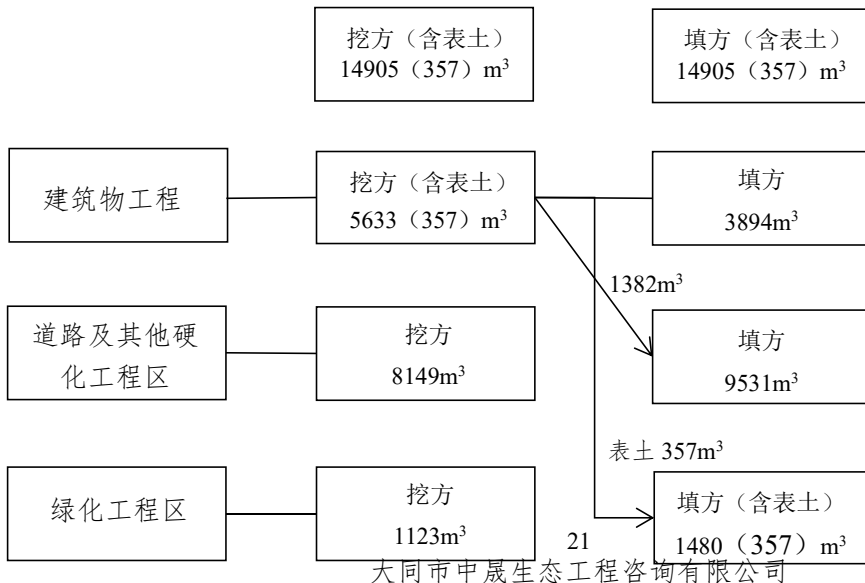 挖方（含表土）
14905（357）m³
填方（含表土）
14905（357）m³
建筑物工程
挖方（含表土）
5633（357）m³
填方
3894m³
1382m³
道路及其他硬
化工程区
挖方
8149m³
填方
9531m³
表土 357m³
绿化工程区
挖方
1123m³
填方（含表土）
1480（357）m³
21
大同市中晟生态工程咨询有限公司